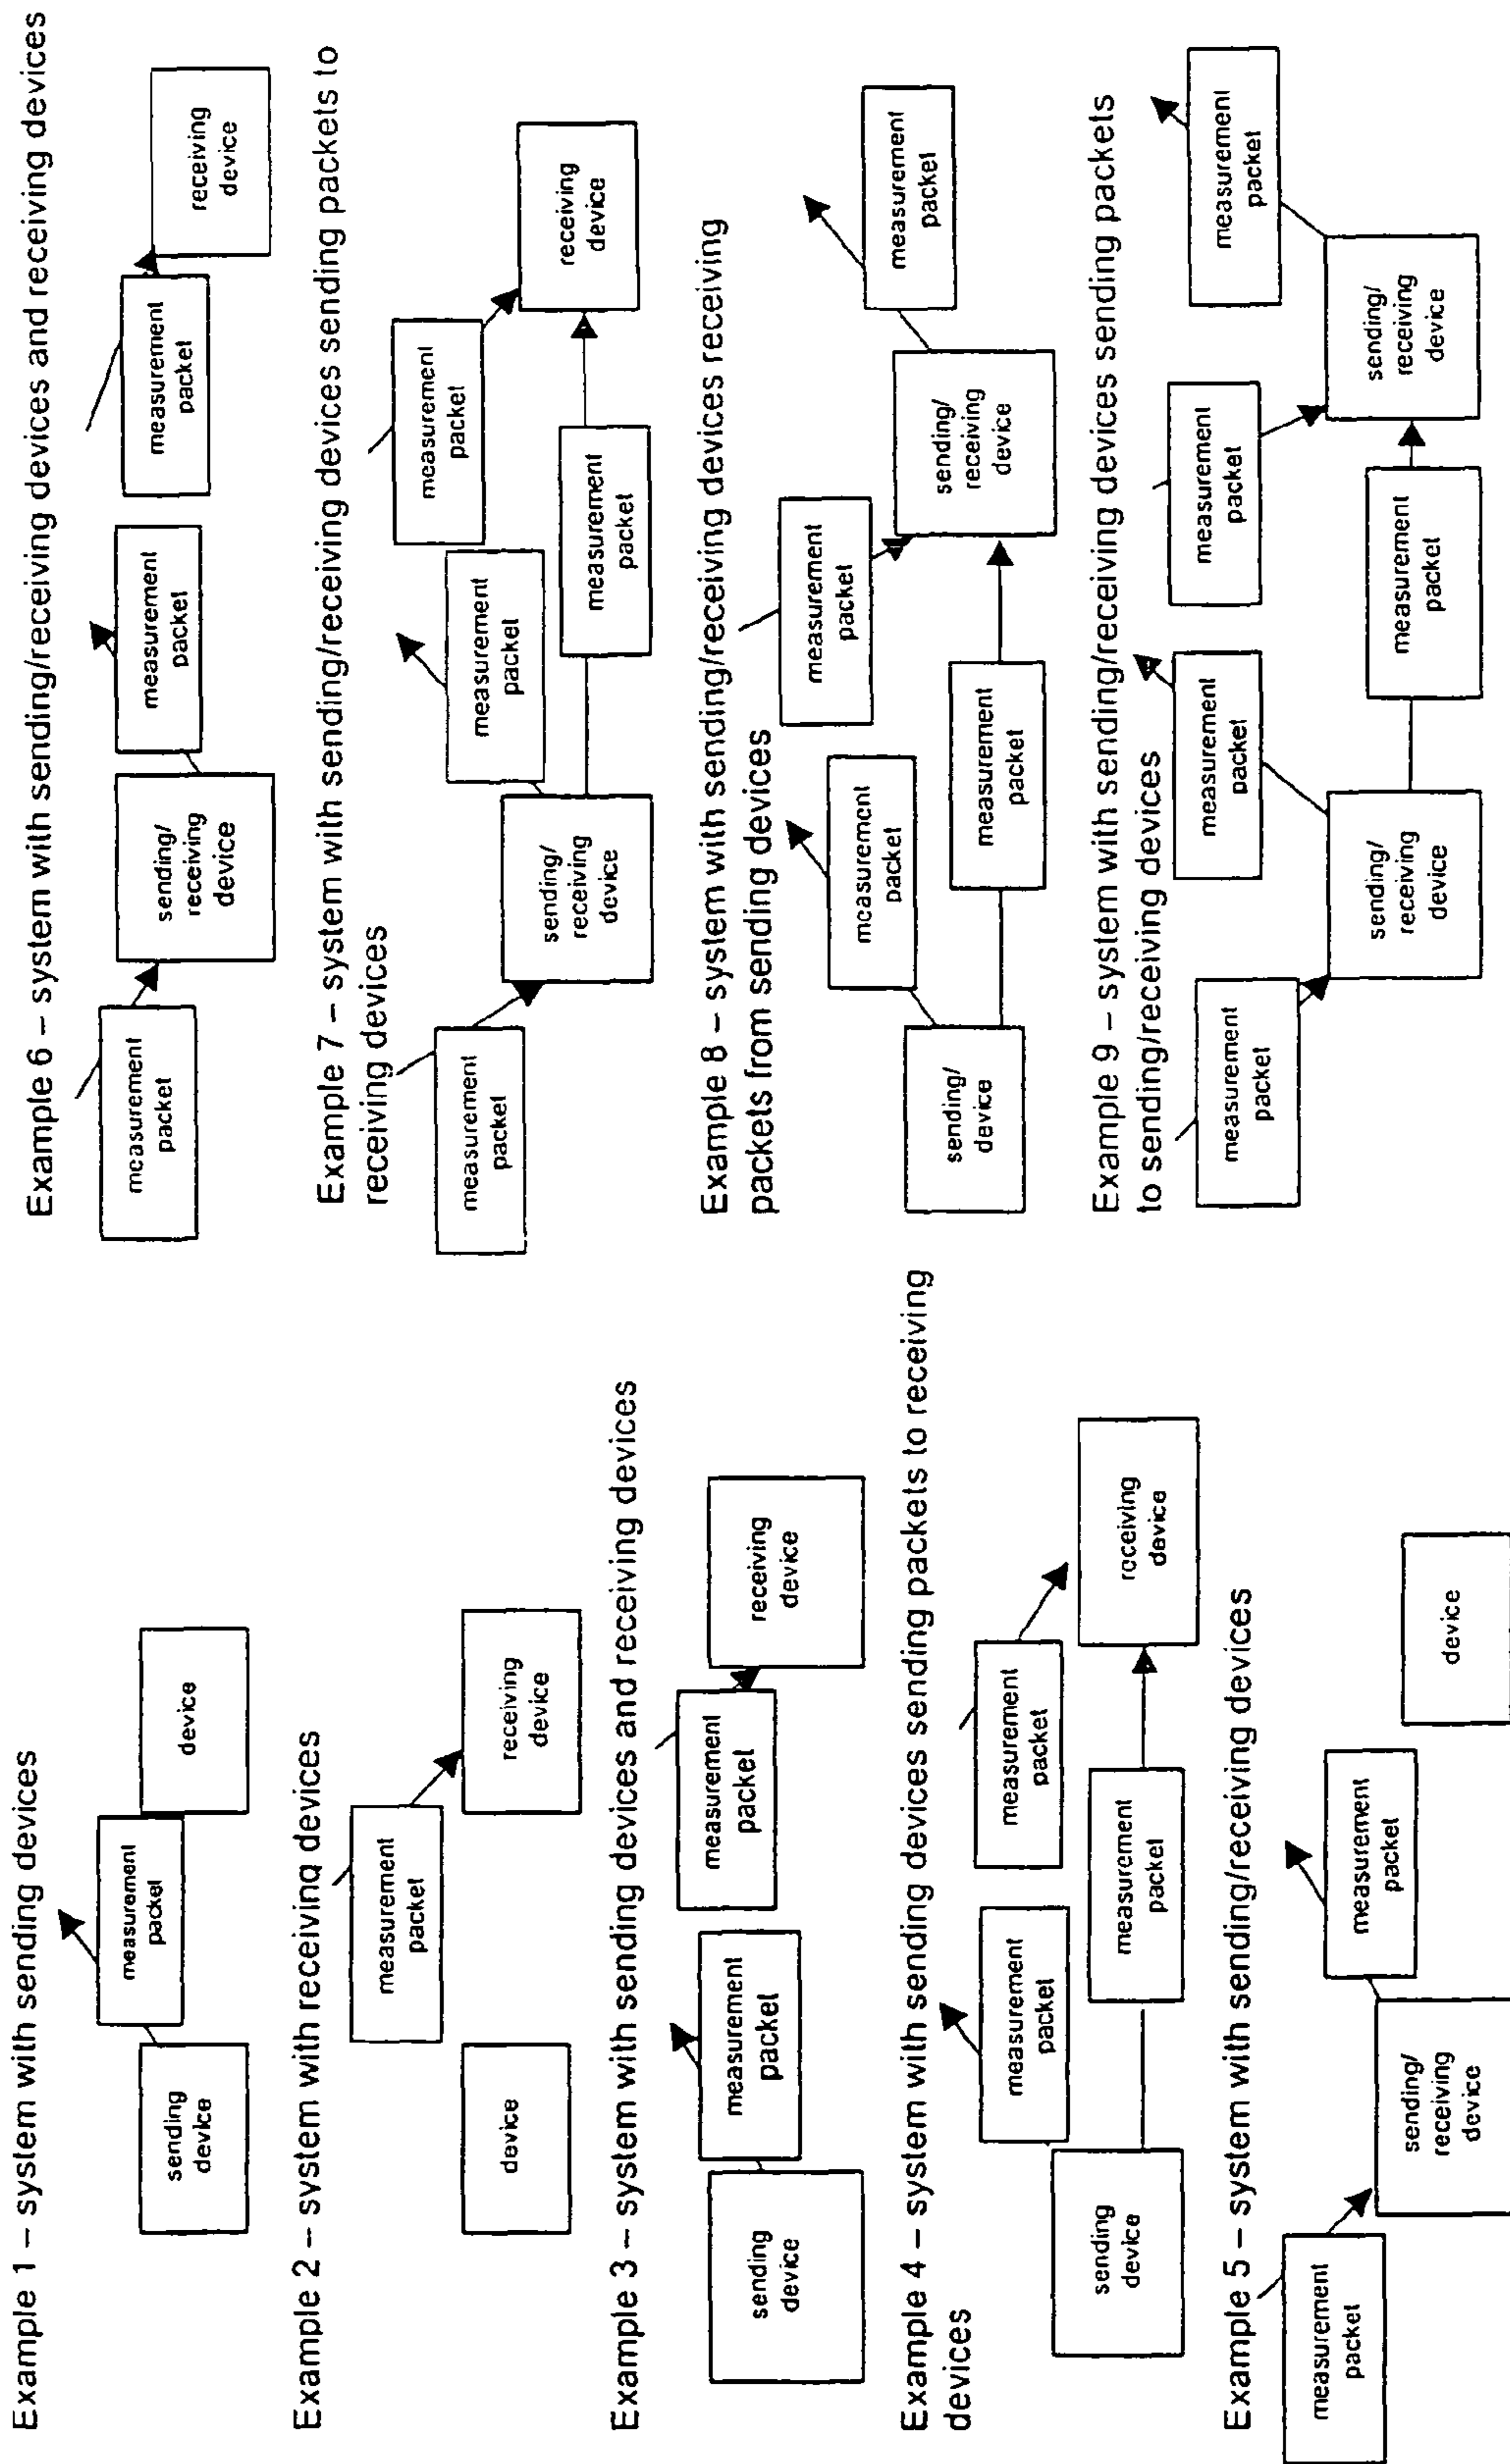 Example 1 – system with sending devices
sending
device
measurement
packet
device
Example 2 – system with receiving devices
device
measurement
packet
receiving
device
Example 3 – system with sending devices and receiving devices
sending
device
measurement
packet
measurement
packet
receiving
device
Example 4 – system with sending devices sending packets to receiving
devices
sending
device
measurement
packet
measurement
packet
measurement
packet
receiving
device
Example 5 – system with sending/receiving devices
measurement
packet
sending/
receiving
device
measurement
packet
device
Example 6 – system with sending/receiving devices and receiving devices
measurement
packet
sending/
receiving
device
measurement
packet
measurement
packet
receiving
device
Example 7 – system with sending/receiving devices sending packets to
receiving devices
measurement
packet
sending/
receiving
device
measurement
packet
measurement
packet
measurement
packet
receiving
device
Example 8 – system with sending/receiving devices receiving
packets from sending devices
sending/
device
measurement
packet
measurement
packet
measurement
packet
sending/
receiving
device
measurement
packet
Example 9 – system with sending/receiving devices sending packets
to sending/receiving devices
measurement
packet
sending/
receiving
device
measurement
packet
measurement
packet
measurement
packet
sending/
receiving
device
measurement
packet